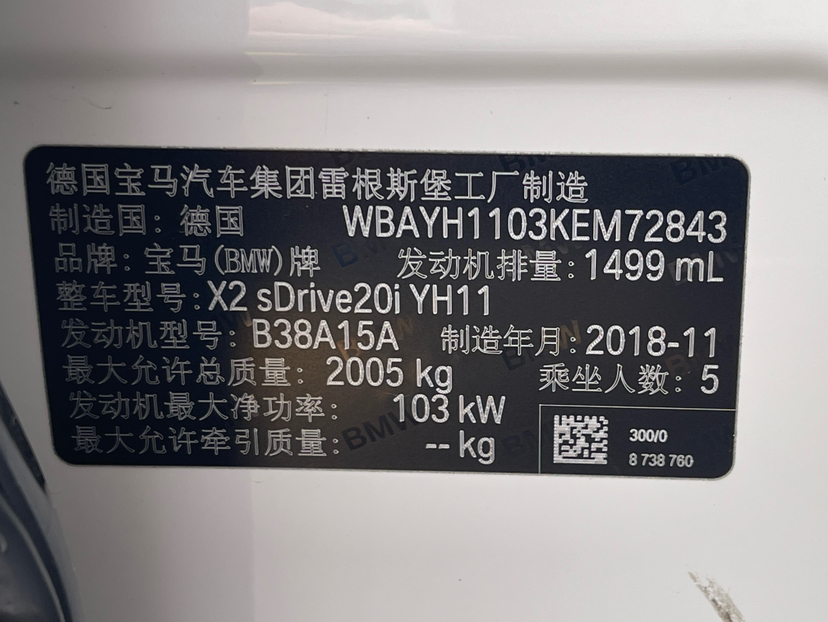 德国宝马汽车集团雷根斯堡工厂制造
制造国: 德国 WBAYH1103KEM72843
品牌: 宝马(BMW)牌 发动机排量: 1499 mL
整车型号: X2 sDrive20i YH11
发动机型号: B38A15A 制造年月: 2018-11
最大允许总质量: 2005 kg 乘坐人数: 5
发动机最大净功率: 103 kW
最大允许牵引质量: -- kg
300/0
8 738 760